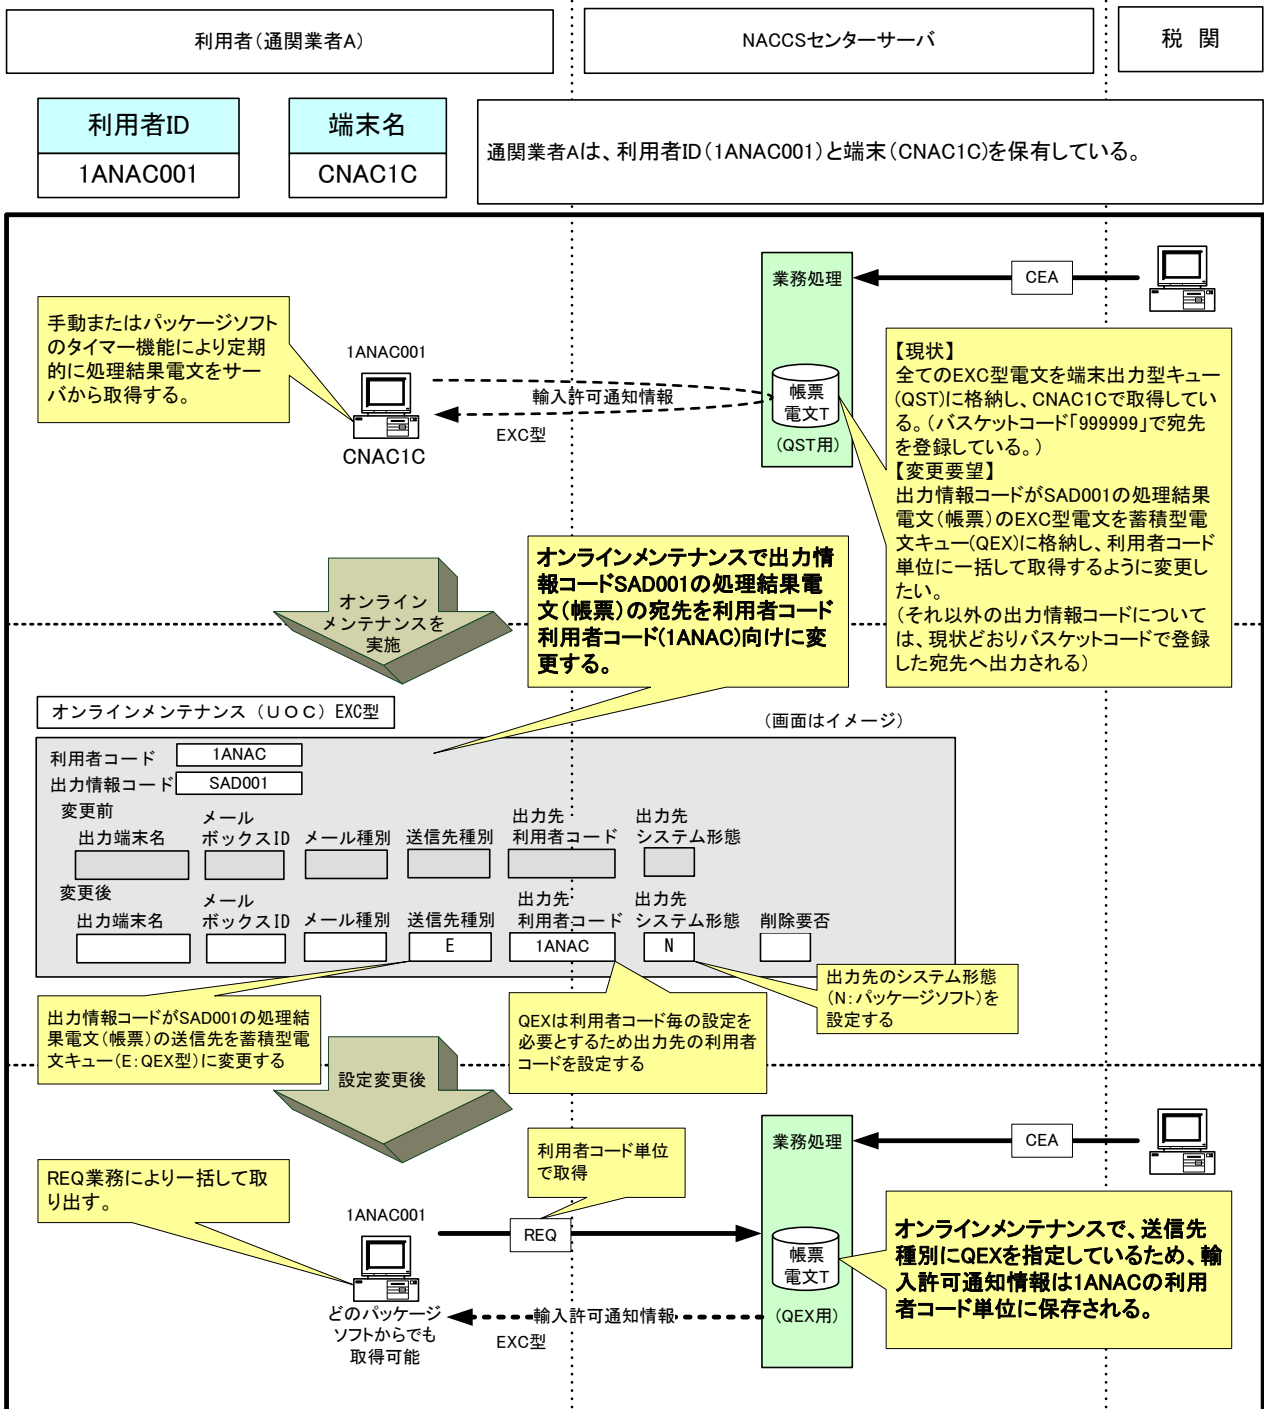 利用者（通関業者A）
NACCSセンターサーバ
税 関
利用者ID
1ANAC001
端末名
CNAC1C
通関業者Aは、利用者ID（1ANAC001）と端末（CNAC1C）を保有している。
業務処理
CEA
手動またはパッケージソフト
のタイマー機能により定期
的に処理結果電文をサー
バから取得する。
1ANAC001
CNAC1C
輸入許可通知情報
EXC型
帳票
電文T
（QST用）
【現状】
全てのEXC型電文を端末出力型キュー
(QST)に格納し、CNAC1Cで取得してい
る。（バスケットコード「999999」で宛先
を登録している。）
【変更要望】
出力情報コードがSAD001の処理結果
電文（帳票）のEXC型電文を蓄積型電
文キュー(QEX)に格納し、利用者コード
単位に一括して取得するように変更し
たい。
（それ以外の出力情報コードについて
は、現状どおりバスケットコードで登録
した宛先へ出力される）
オンライン
メンテナンスを
実施
オンラインメンテナンスで出力情
報コードSAD001の処理結果電
文（帳票）の宛先を利用者コード
利用者コード(1ANAC)向けに変
更する。
オンラインメンテナンス（ＵＯＣ）EXC型
(画面はイメージ)
利用者コード 1ANAC
出力情報コード SAD001
変更前
出力端末名
メール
ボックスID
メール種別
送信先種別
出力先
利用者コード
出力先
システム形態
変更後
出力端末名
メール
ボックスID
メール種別
送信先種別
出力先
利用者コード
出力先
システム形態
削除要否
E
1ANAC
N
出力情報コードがSAD001の処理結
果電文（帳票）の送信先を蓄積型電
文キュー(E:QEX型)に変更する
QEXは利用者コード毎の設定を
必要とするため出力先の利用者
コードを設定する
出力先のシステム形態
(N:パッケージソフト)を
設定する
設定変更後
REQ業務により一括して取
り出す。
利用者コード単位
で取得
業務処理
CEA
1ANAC001
REQ
どのパッケージ
ソフトからでも
取得可能
輸入許可通知情報
EXC型
帳票
電文T
（QEX用）
オンラインメンテナンスで、送信先
種別にQEXを指定しているため、輸
入許可通知情報は1ANACの利用
者コード単位に保存される。